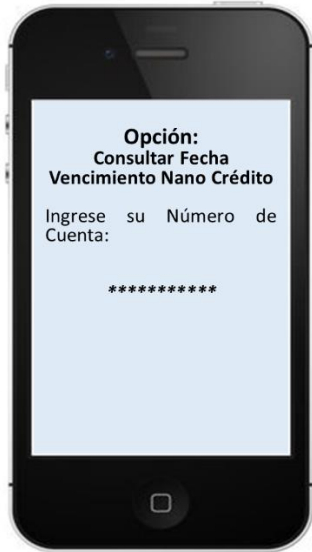 Opción:
Consultar Fecha
Vencimiento Nano Crédito
Ingrese su Número de
Cuenta:
***********